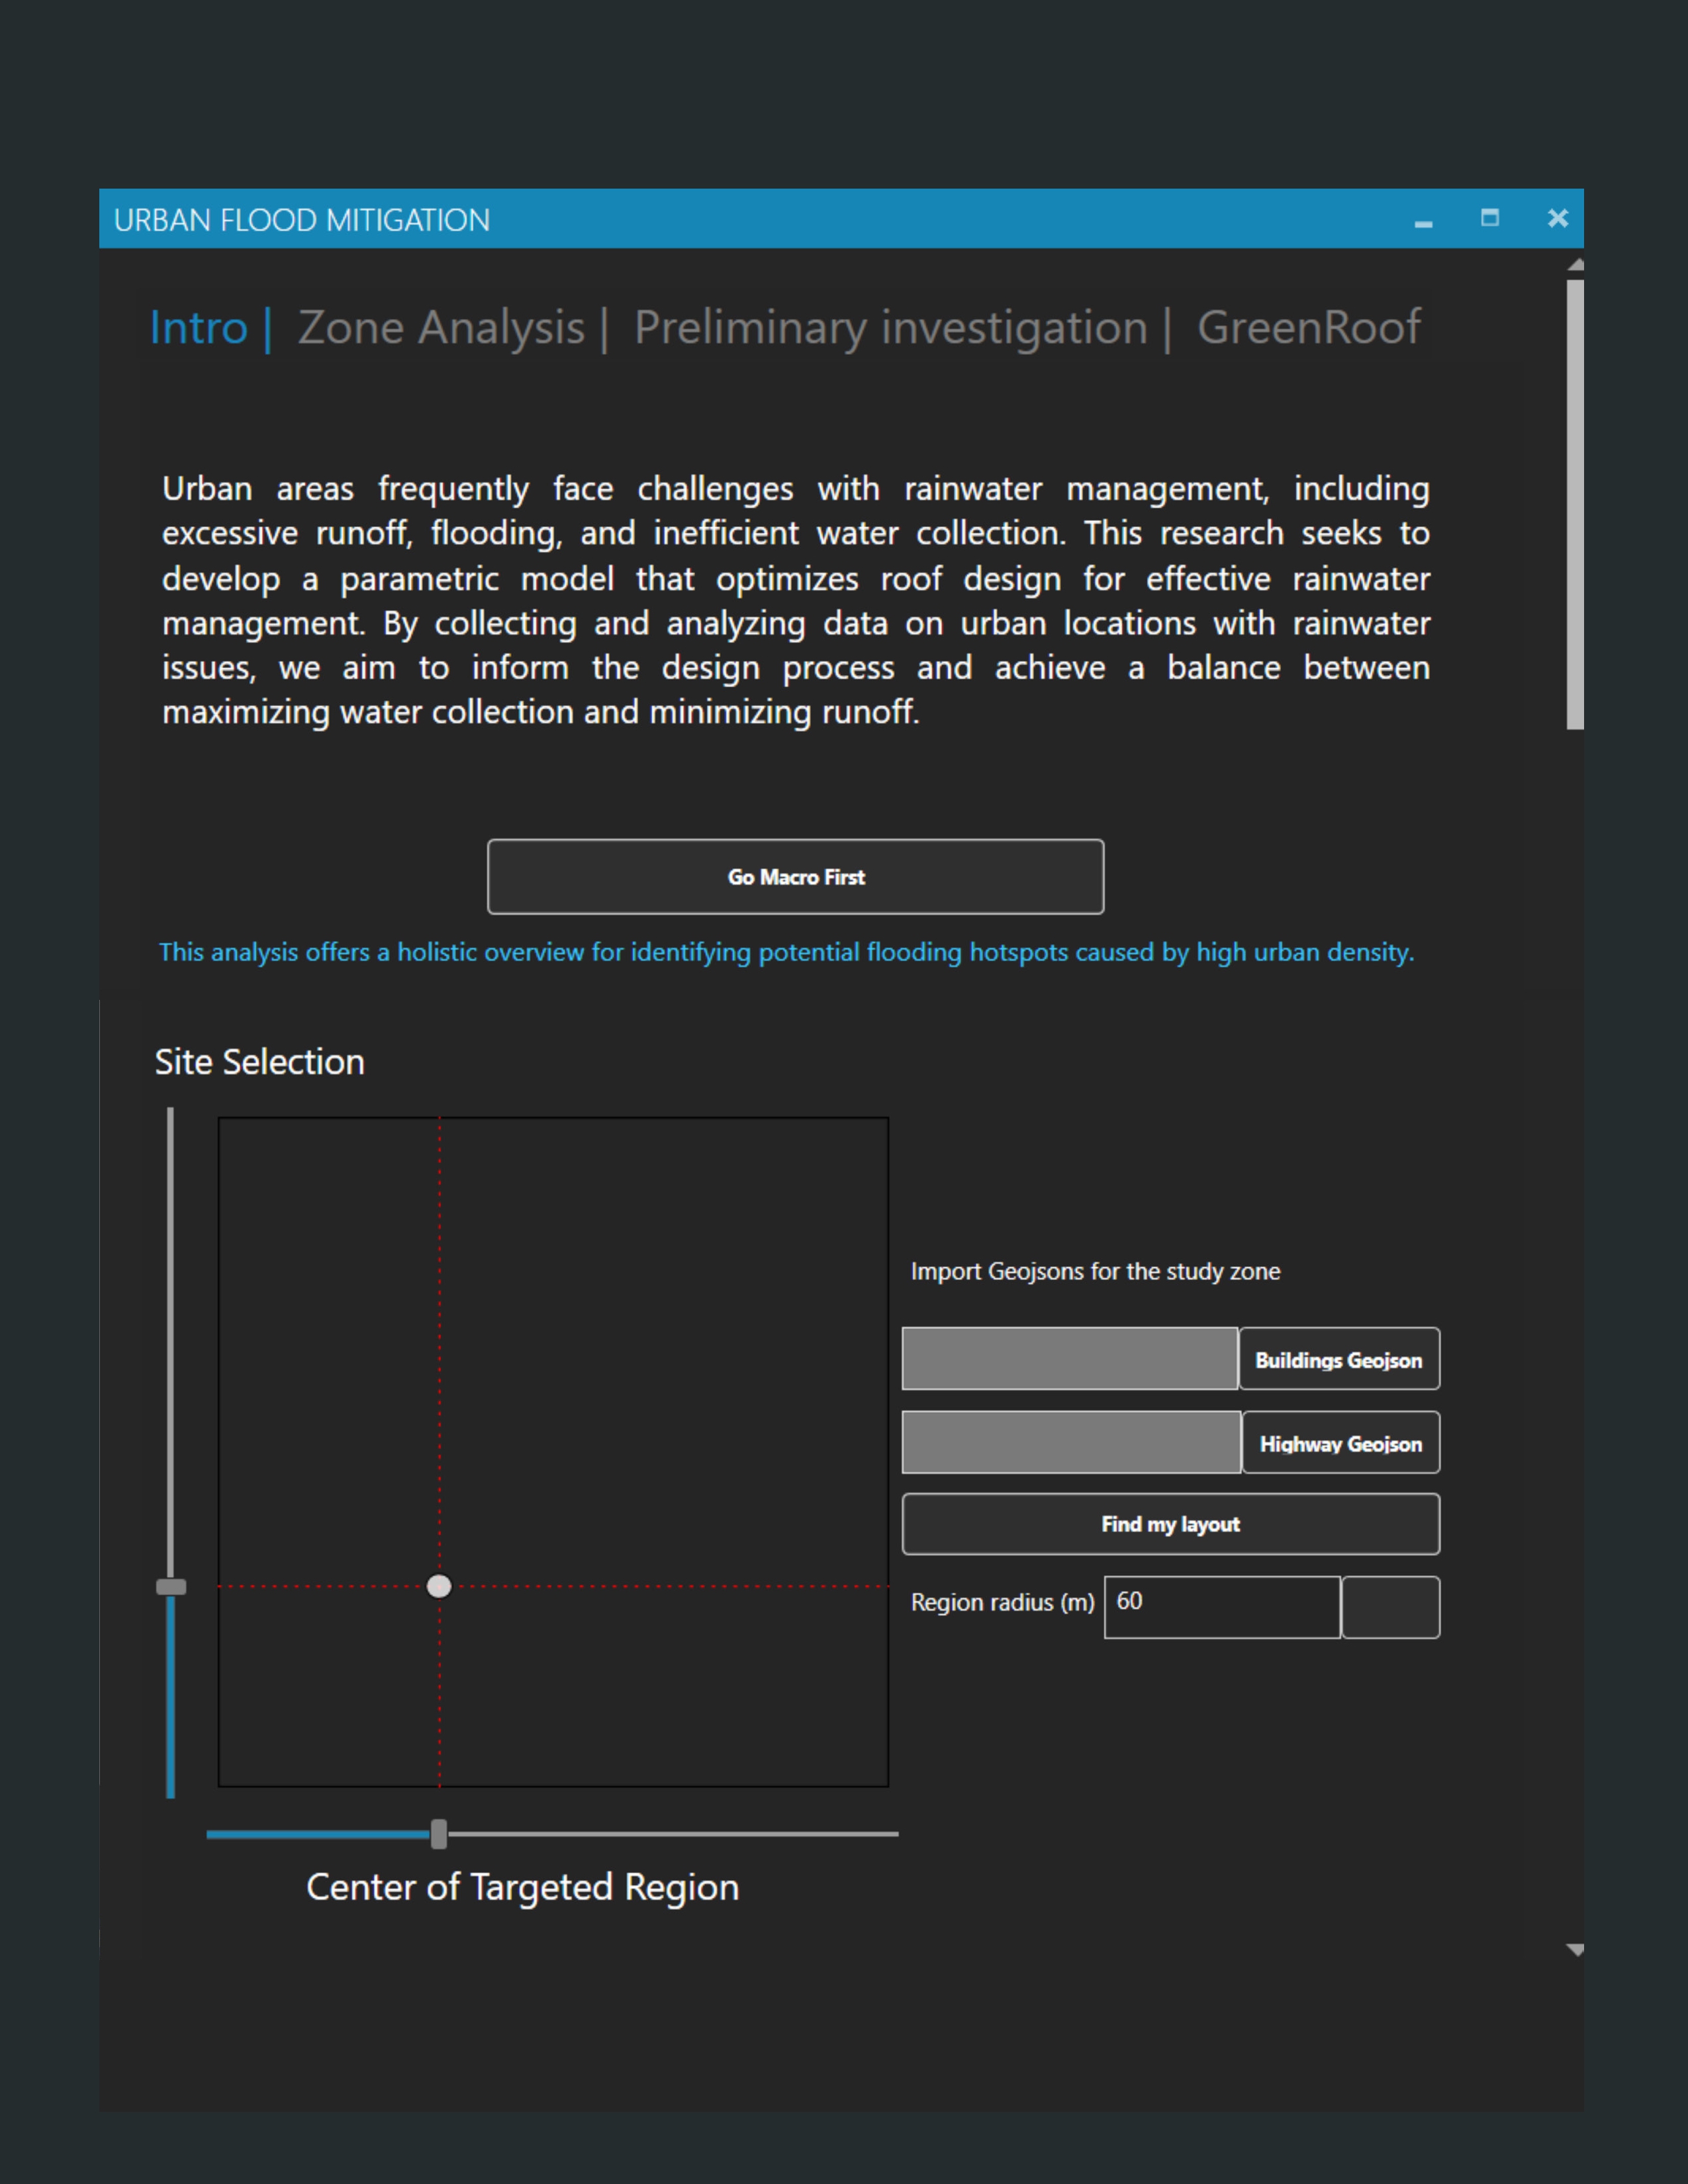 URBAN FLOOD MITIGATION
Intro | Zone Analysis | Preliminary investigation | GreenRoof
Urban areas frequently face challenges with rainwater management, including
excessive runoff, flooding, and inefficient water collection. This research seeks to
develop a parametric model that optimizes roof design for effective rainwater
management. By collecting and analyzing data on urban locations with rainwater
issues, we aim to inform the design process and achieve a balance between
maximizing water collection and minimizing runoff.
Go Macro First
This analysis offers a holistic overview for identifying potential flooding hotspots caused by high urban density.
Site Selection
Import Geojsons for the study zone
Buildings Geojson
Highway Geojson
Find my layout
Region radius (m) 60
Center of Targeted Region